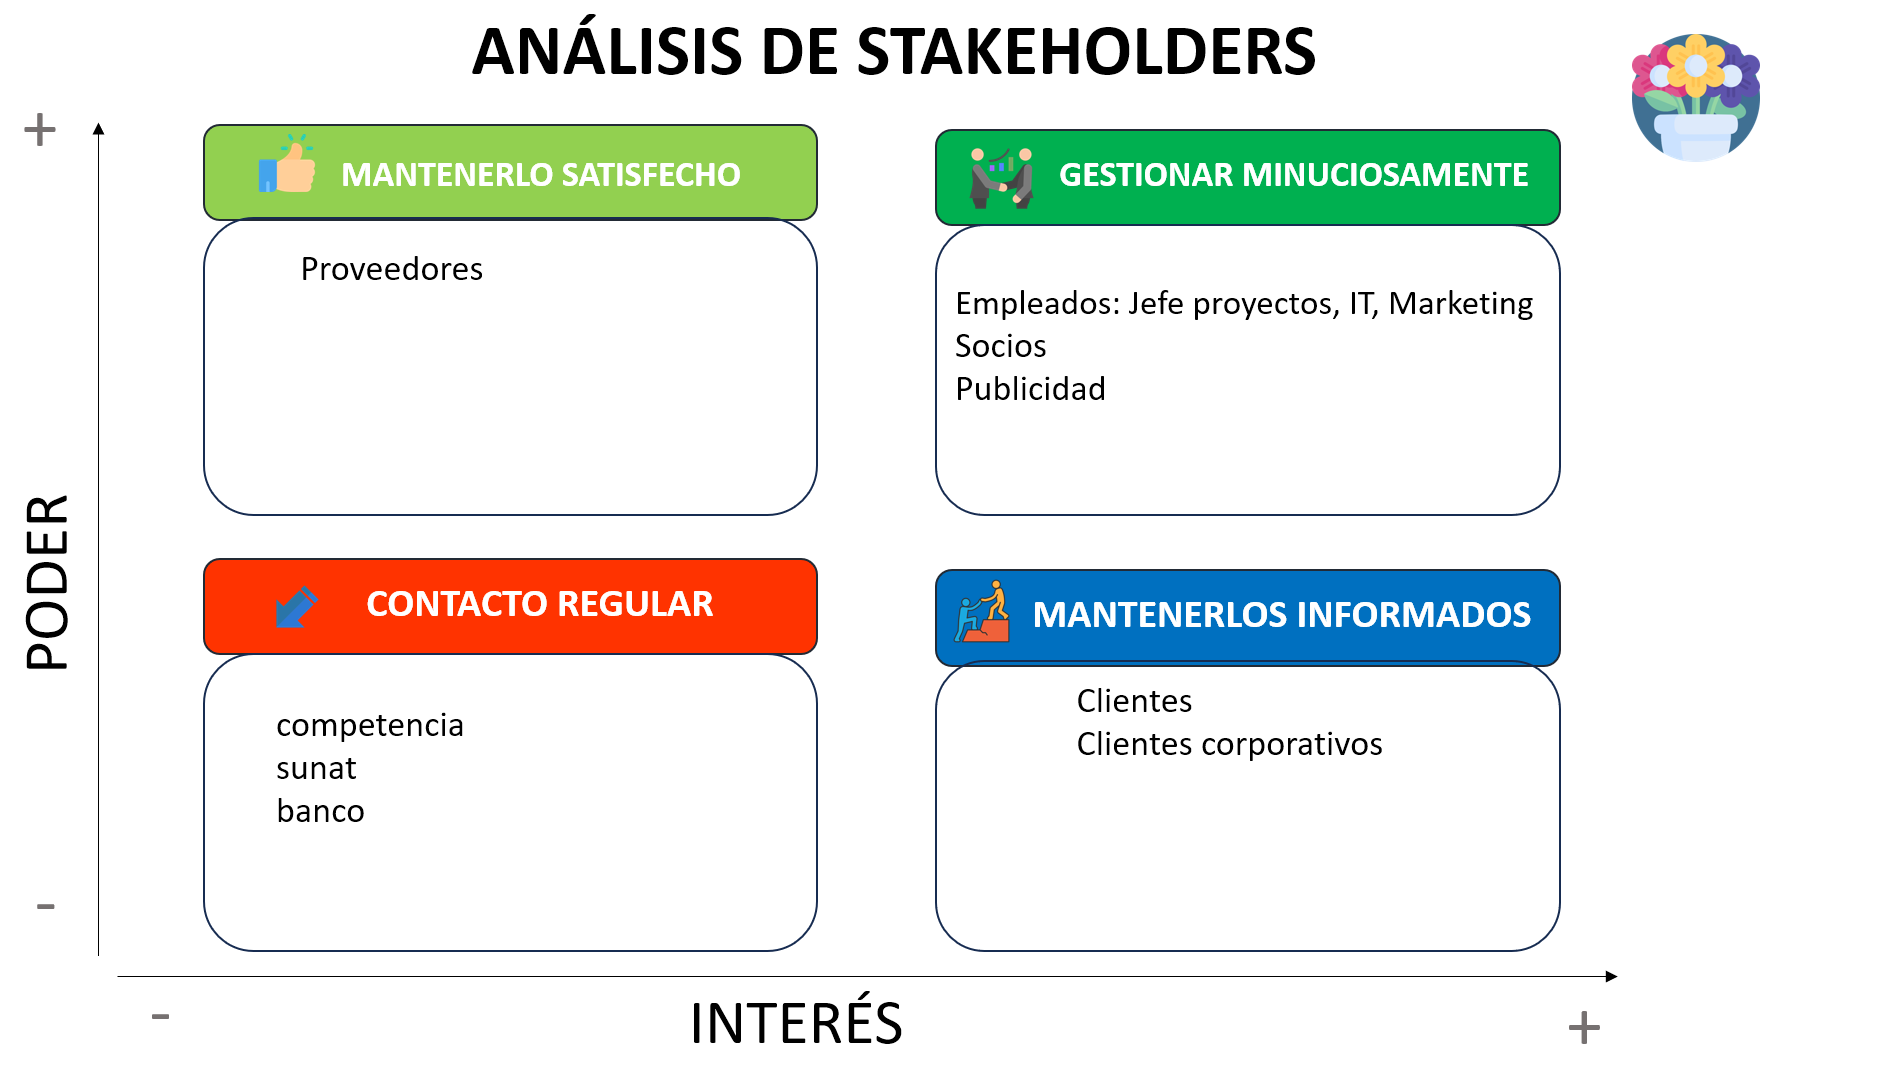 ANÁLISIS DE STAKEHOLDERS
+
MANTENERLO SATISFECHO
GESTIONAR MINUCIOSAMENTE
Proveedores
Empleados: Jefe proyectos, IT, Marketing
Socios
Publicidad
PODER
CONTACTO REGULAR
MANTENERLOS INFORMADOS
competencia
sunat
banco
Clientes
Clientes corporativos
-
-
INTERÉS
+